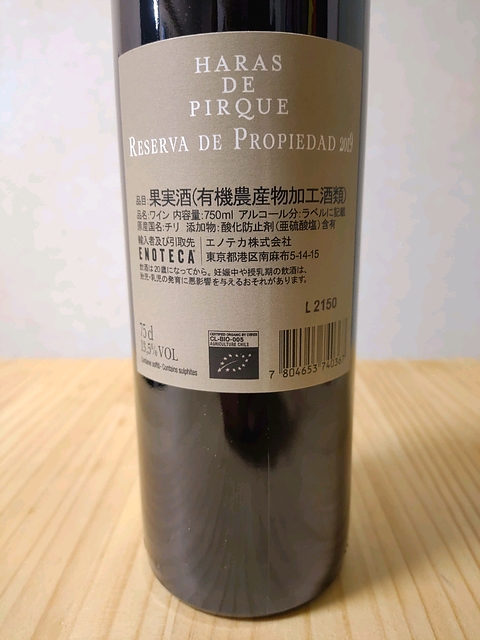 HARAS
DE
PIRQUE
RESERVA DE PROPIEDAD 2019
品目 果実酒(有機農産物加工酒類)
品名:ワイン 内容量:750ml アルコール分:ラベルに記載
原産国名:チリ 添加物:酸化防止剤(亜硫酸塩)含有
輸入者及び引取先 エノテカ株式会社
ENOTECA 東京都港区南麻布5-14-15
飲酒は20歳になってから。妊娠中や授乳期の飲酒は、
胎児・乳児の発育に悪影響を与えるおそれがあります。
L2150
75cl
13,5% VOL
Contiene solfiti - Contains sulphites
CERTIFIED ORGANIC BY CERES
CL-BIO-005
AGRICULTURE CHILE
7 804653